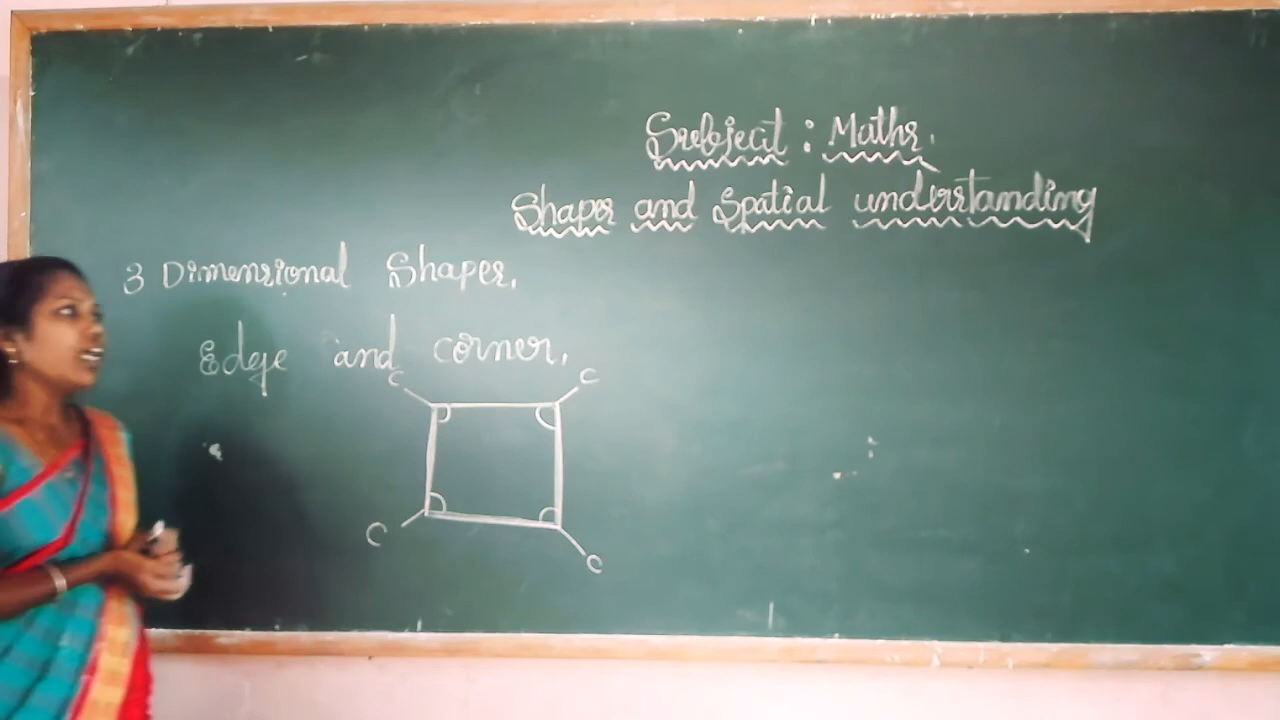 Subject : Maths.
Shapes and Spatial understanding
3 Dimensional Shapes.
Edge and corner.
C C
C
C